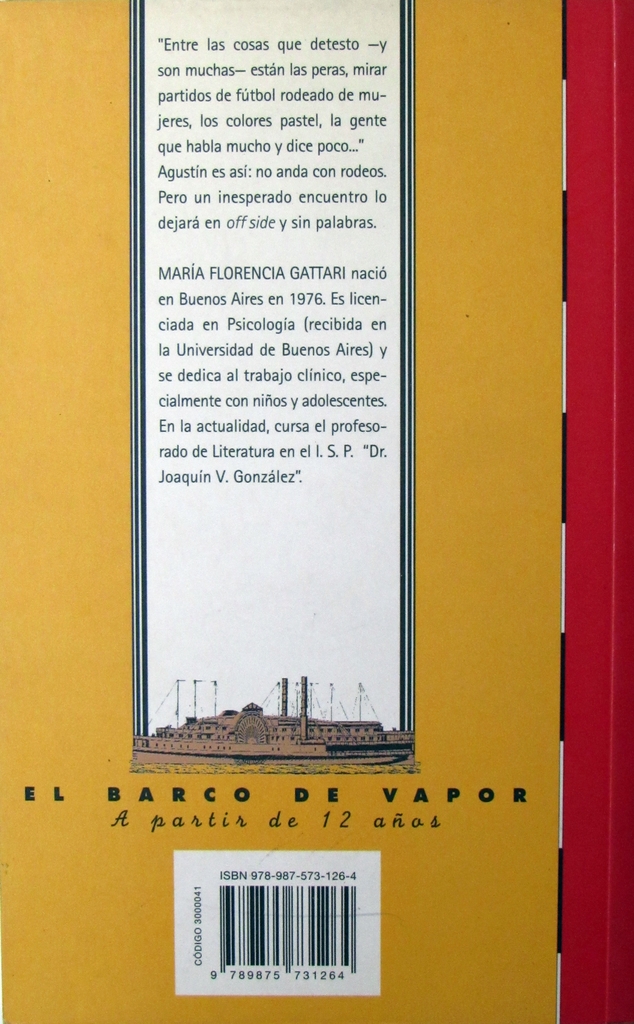 "Entre las cosas que detesto —y
son muchas— están las peras, mirar
partidos de fútbol rodeado de mu-
jeres, los colores pastel, la gente
que habla mucho y dice poco..."
Agustín es así: no anda con rodeos.
Pero un inesperado encuentro lo
dejará en off side y sin palabras.
MARÍA FLORENCIA GATTARI nació
en Buenos Aires en 1976. Es licen-
ciada en Psicología (recibida en
la Universidad de Buenos Aires) y
se dedica al trabajo clínico, espe-
cialmente con niños y adolescentes.
En la actualidad, cursa el profeso-
rado de Literatura en el I. S. P. "Dr.
Joaquín V. González".
EL BARCO DE VAPOR
A partir de 12 años
ISBN 978-987-573-126-4
CÓDIGO 3000041
9 789875 731264